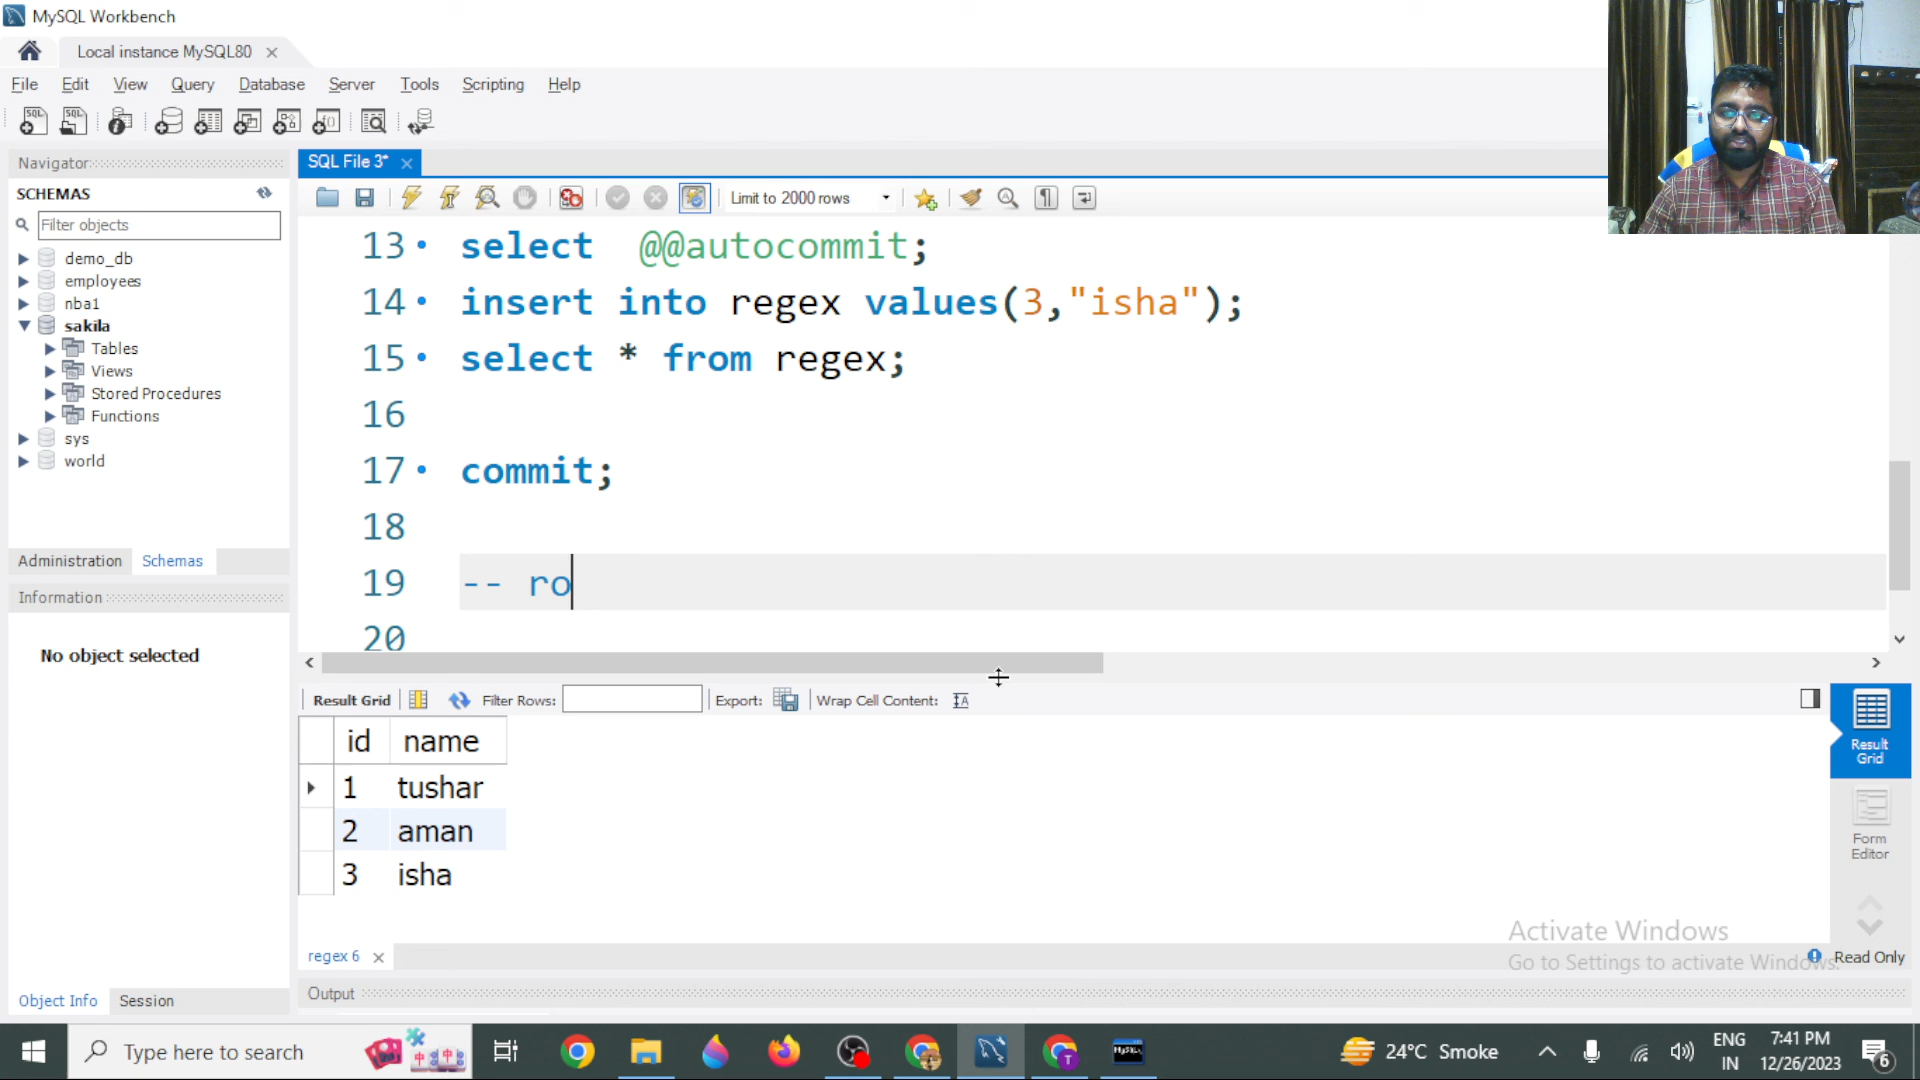 MySQL Workbench
Local instance MySQL80
File Edit View Query Database Server Tools Scripting Help
Navigator
SCHEMAS
Filter objects
demo_db
employees
nba1
sakila
Tables
Views
Stored Procedures
Functions
sys
world
Administration Schemas
Information
No object selected
Object Info Session
SQL File 3*
Limit to 2000 rows
13 select @@autocommit;
14 insert into regex values(3,"isha");
15 select * from regex;
16
17 commit;
18
19 -- ro
20
Result Grid Filter Rows: Export: Wrap Cell Content:
id name
1 tushar
2 aman
3 isha
Result Grid
Form Editor
regex 6
Read Only
Activate Windows
Go to Settings to activate Windows.
Output
Type here to search
24°C Smoke
ENG IN
7:41 PM
12/26/2023
6